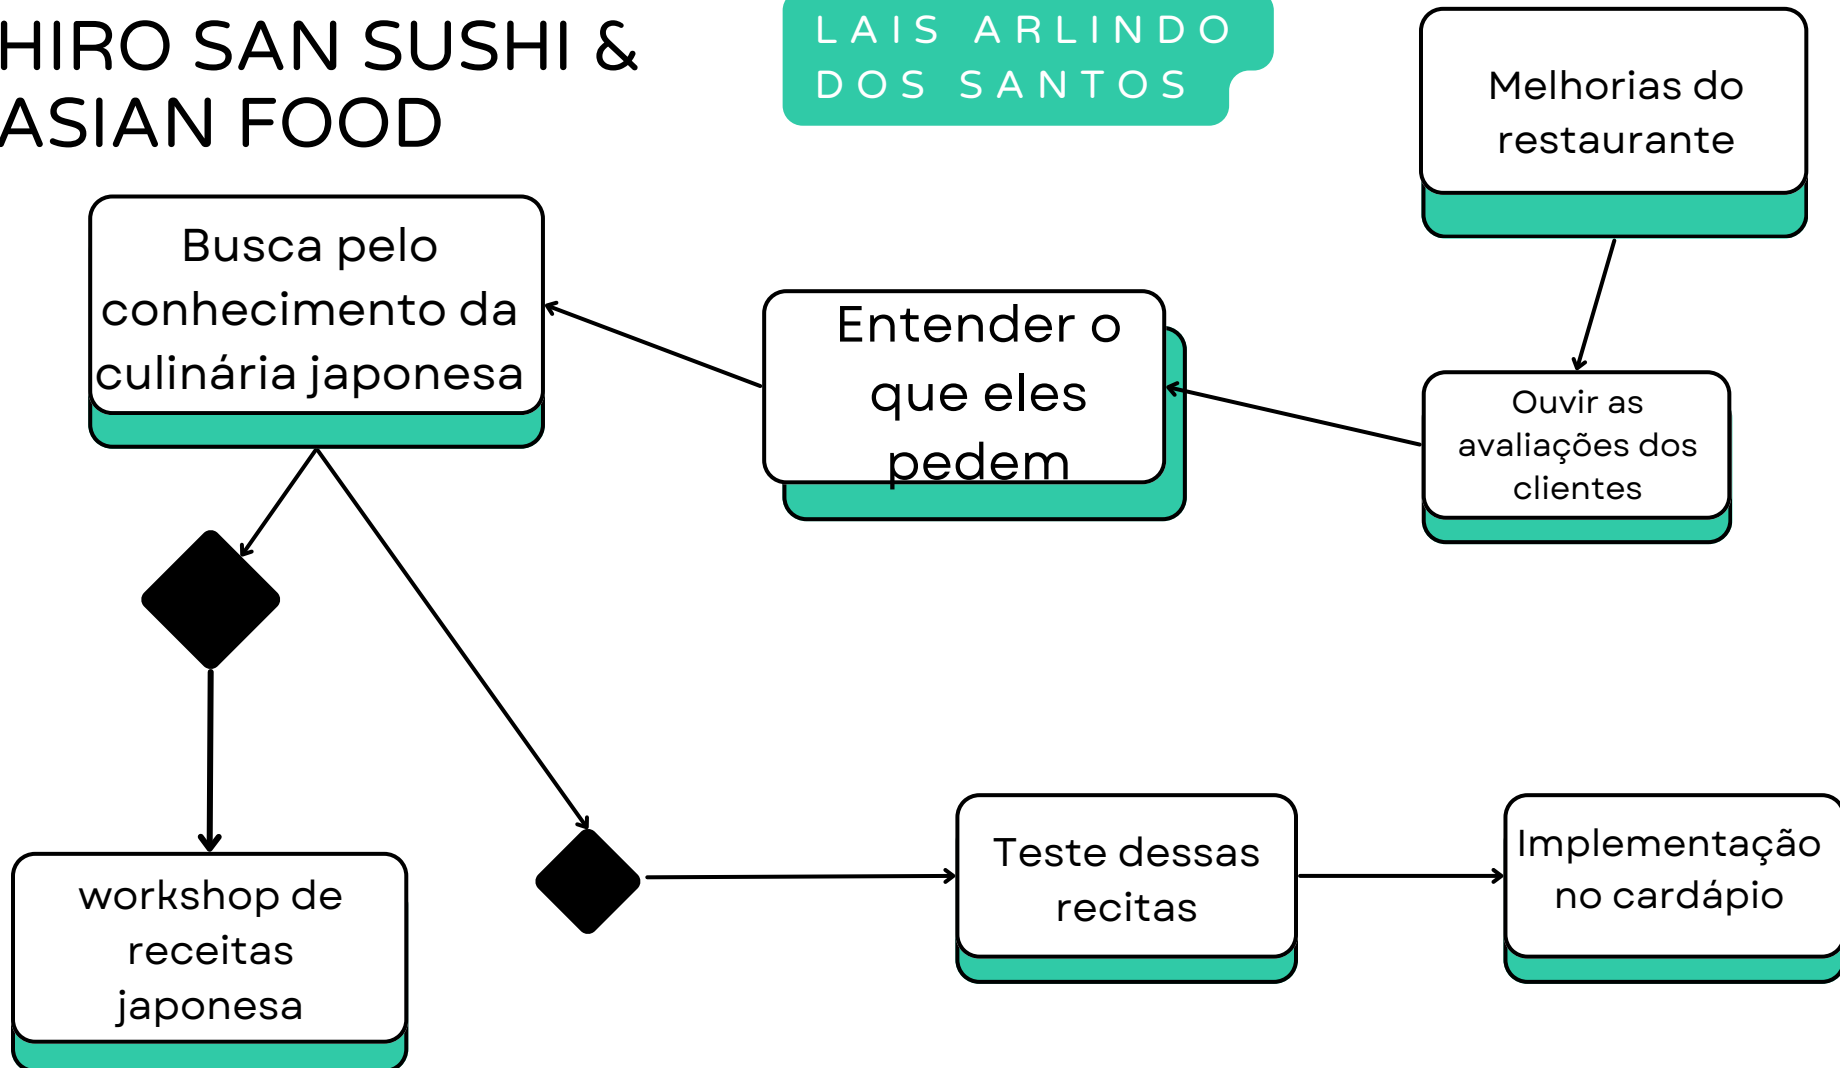 HIRO SAN SUSHI &
ASIAN FOOD
LAIS ARLINDO
DOS SANTOS
Melhorias do
restaurante
Busca pelo
conhecimento da
culinária japonesa
Entender o
que eles
pedem
Ouvir as
avaliações dos
clientes
workshop de
receitas
japonesa
Teste dessas
recitas
Implementação
no cardápio